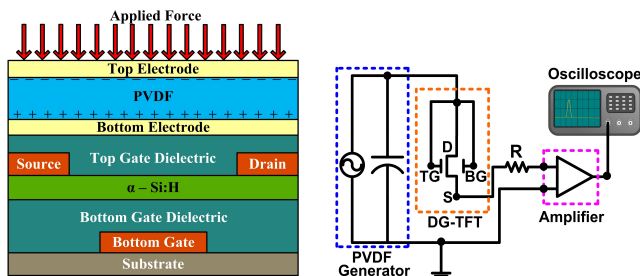 Applied Force
Top Electrode
PVDF
+ + + + + + + + + + + + + + + +
Bottom Electrode
Top Gate Dielectric
Source
Drain
α – Si:H
Bottom Gate Dielectric
Bottom Gate
Substrate
Oscilloscope
D
R
TG
BG
S
DG-TFT
Amplifier
PVDF
Generator